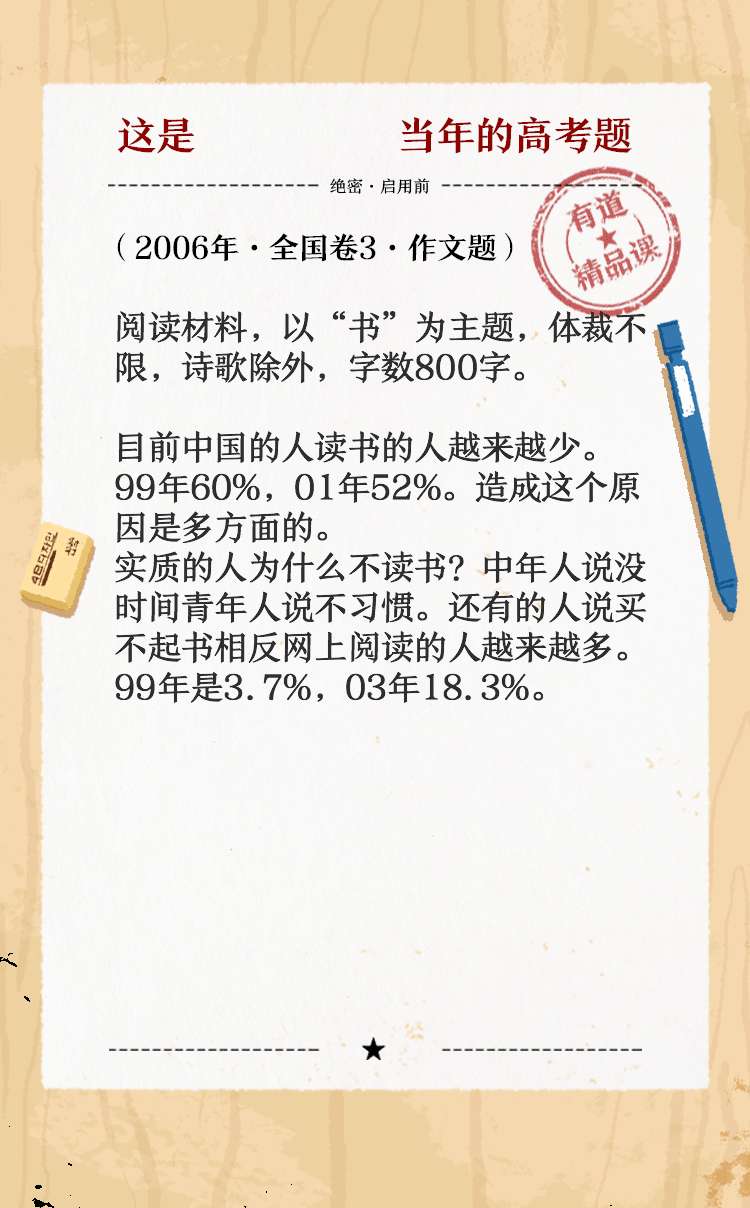 这是 当年的高考题
绝密·启用前
有道
精品课
(2006年·全国卷3·作文题)
阅读材料，以“书”为主题，体裁不
限，诗歌除外，字数800字。
目前中国的人读书的人越来越少。
99年60%，01年52%。造成这个原
因是多方面的。
实质的人为什么不读书？中年人说没
时间青年人说不习惯。还有的人说买
不起书相反网上阅读的人越来越多。
99年是3.7%，03年18.3%。